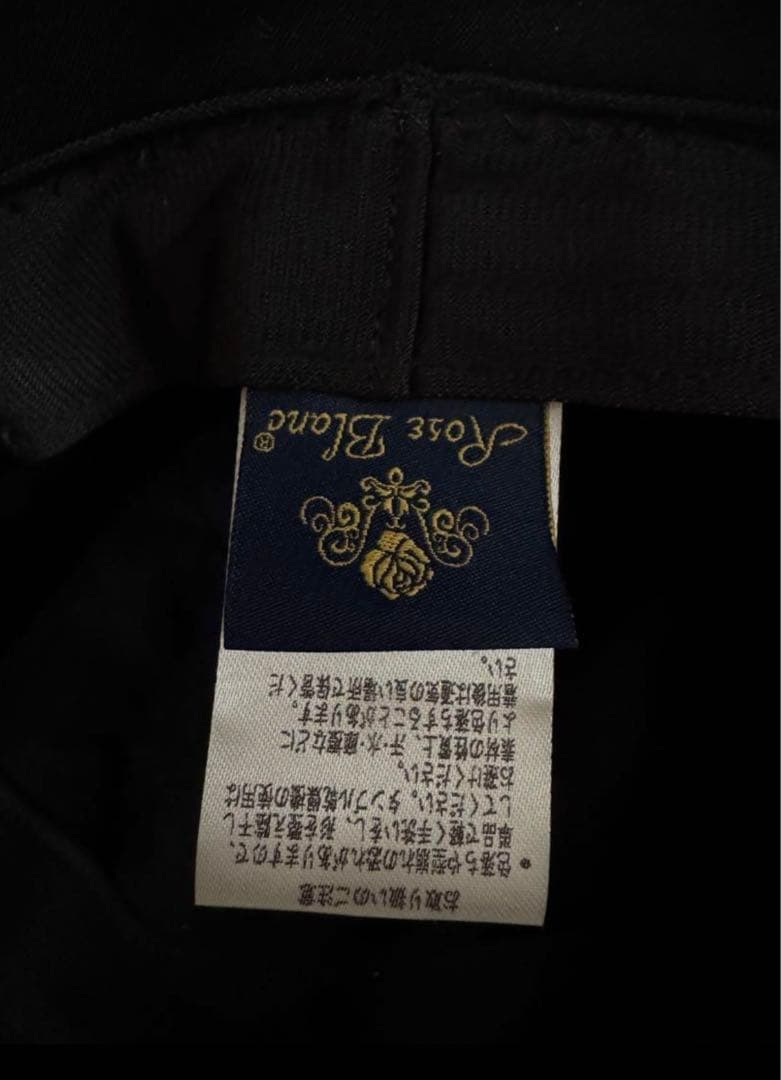 お取り扱いのご注意
●色落ちや型崩れの恐れがありますので、
単品で軽く手洗いをし、形を整え陰干し
してください。タンブル乾燥機の使用は
お避けください。
素材の性質上、汗・水・摩擦などに
より色落ちすることがあります。
着用後は通気の良い場所で保管くだ
さい。
Rose Blanc®